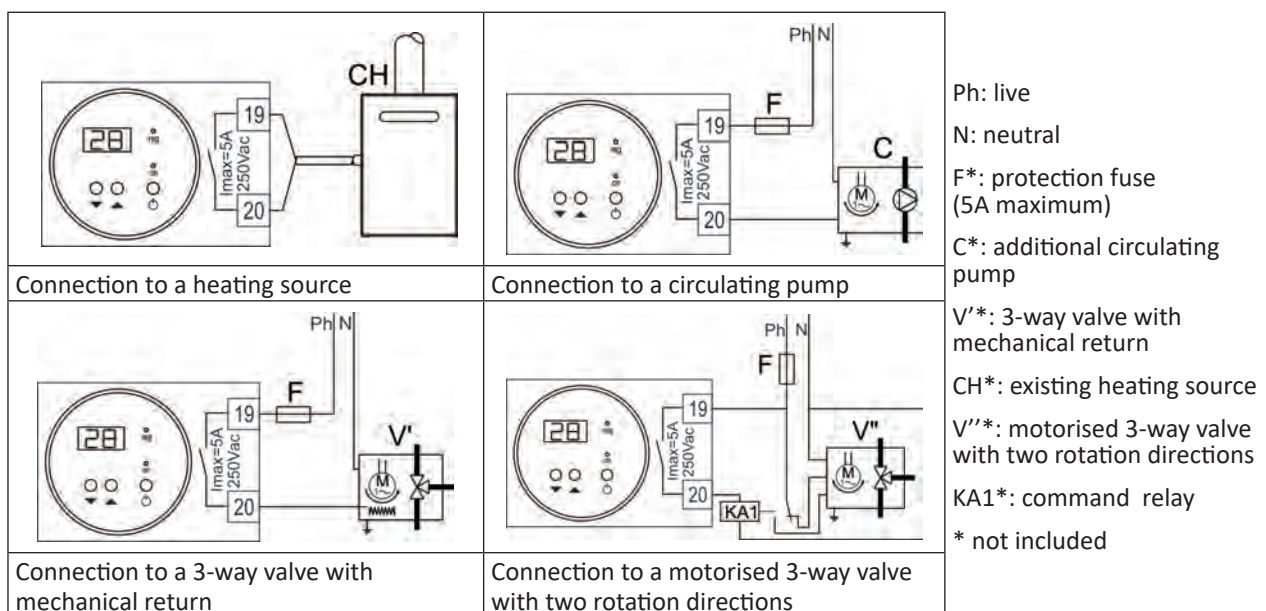 CH
28
19
Imax=5A
250Vac
20
Connection to a heating source
Ph N
F
28
19
Imax=5A
250Vac
20
C
M
Connection to a circulating pump
Ph N
F
28
19
Imax=5A
250Vac
20
V'
M
Connection to a 3-way valve with
mechanical return
Ph N
F
28
19
Imax=5A
250Vac
20
KA1
V"
M
Connection to a motorised 3-way valve
with two rotation directions
Ph: live
N: neutral
F*: protection fuse
(5A maximum)
C*: additional circulating
pump
V'*: 3-way valve with
mechanical return
CH*: existing heating source
V''*: motorised 3-way valve
with two rotation directions
KA1*: command relay
* not included